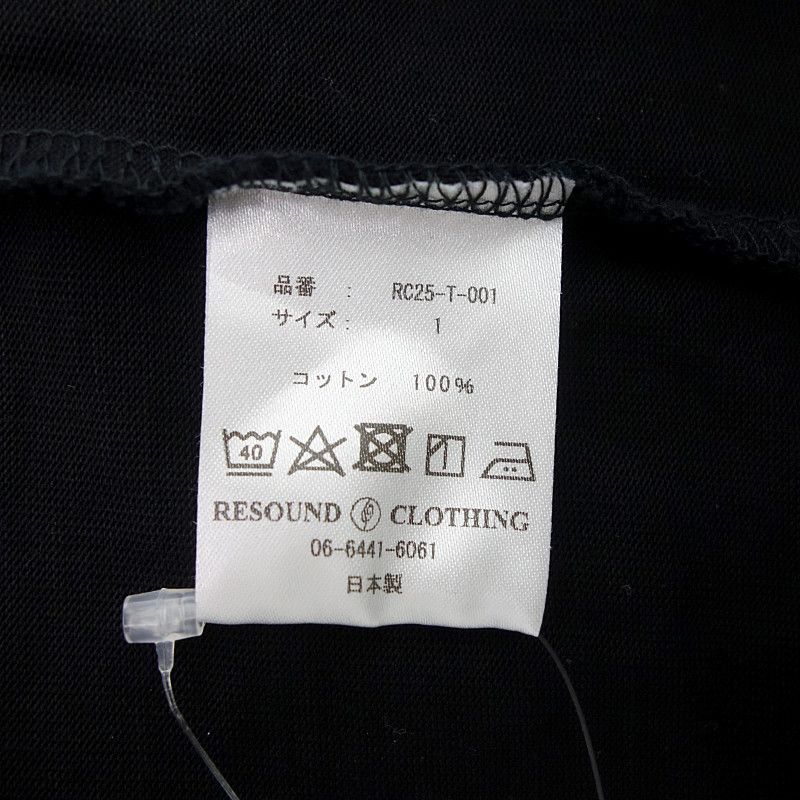 品番 : RC25-T-001
サイズ : 1
コットン 100%
40
RESOUND CLOTHING
06-6441-6061
日本製